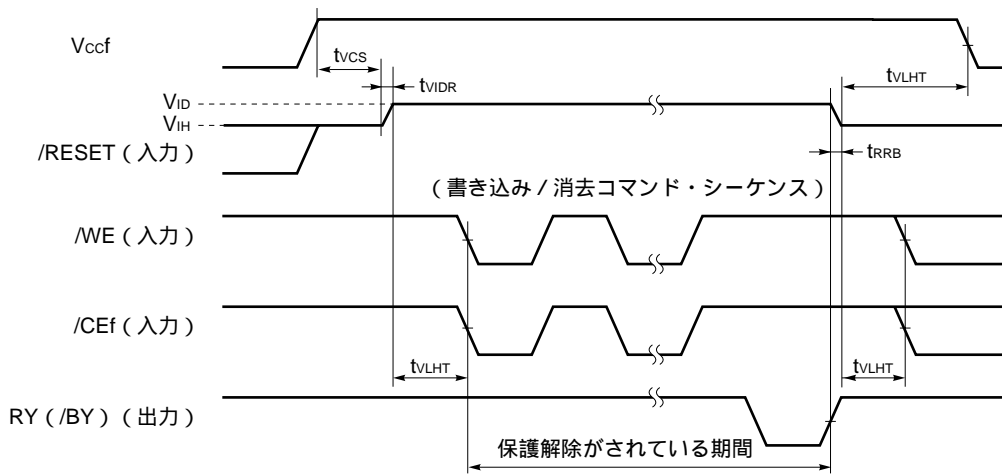 Vccf
tVCS
tVIDR
tVLHT
VID
VIH
/RESET(入力)
tRRB
(書き込み/消去コマンド・シーケンス)
/WE(入力)
/CEf(入力)
tVLHT
tVLHT
RY(/BY)(出力)
保護解除がされている期間